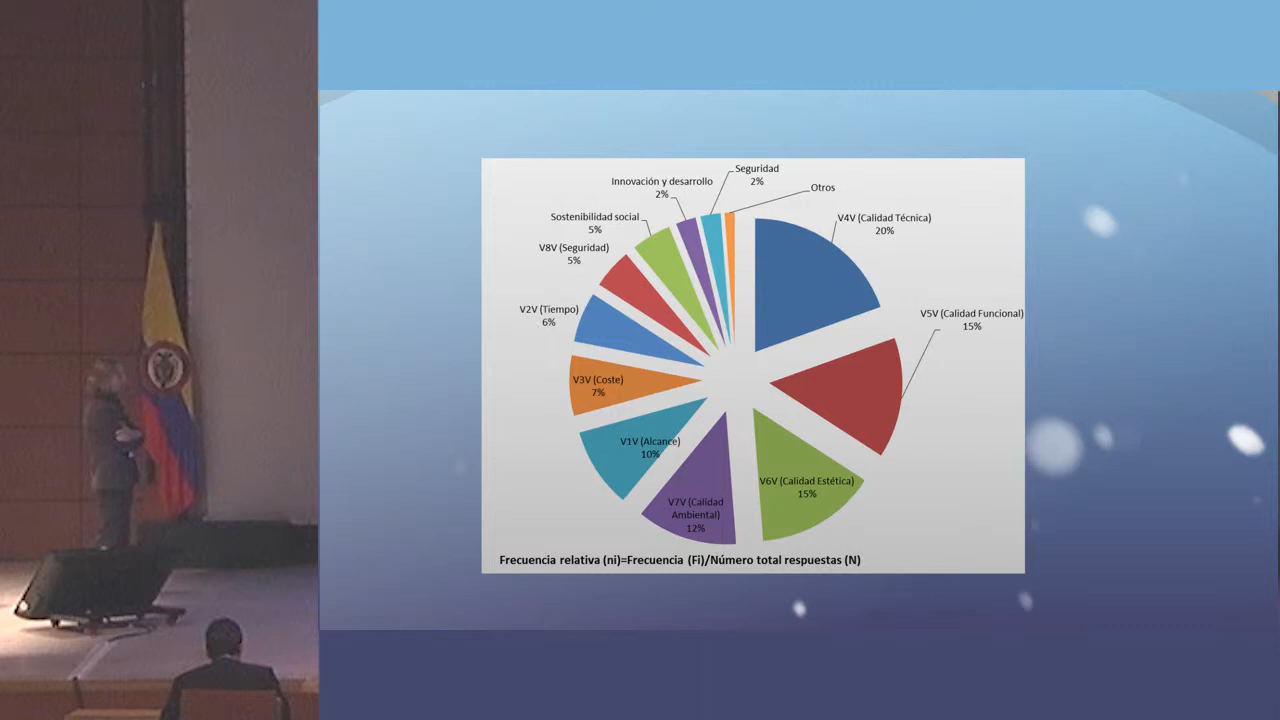 Seguridad
2%
Innovación y desarrollo
2%
Otros
Sostenibilidad social
5%
V4V (Calidad Técnica)
20%
V8V (Seguridad)
5%
V2V (Tiempo)
6%
V5V (Calidad Funcional)
15%
V3V (Coste)
7%
V1V (Alcance)
10%
V6V (Calidad Estética)
15%
V7V (Calidad
Ambiental)
12%
Frecuencia relativa (ni)=Frecuencia (Fi)/Número total respuestas (N)